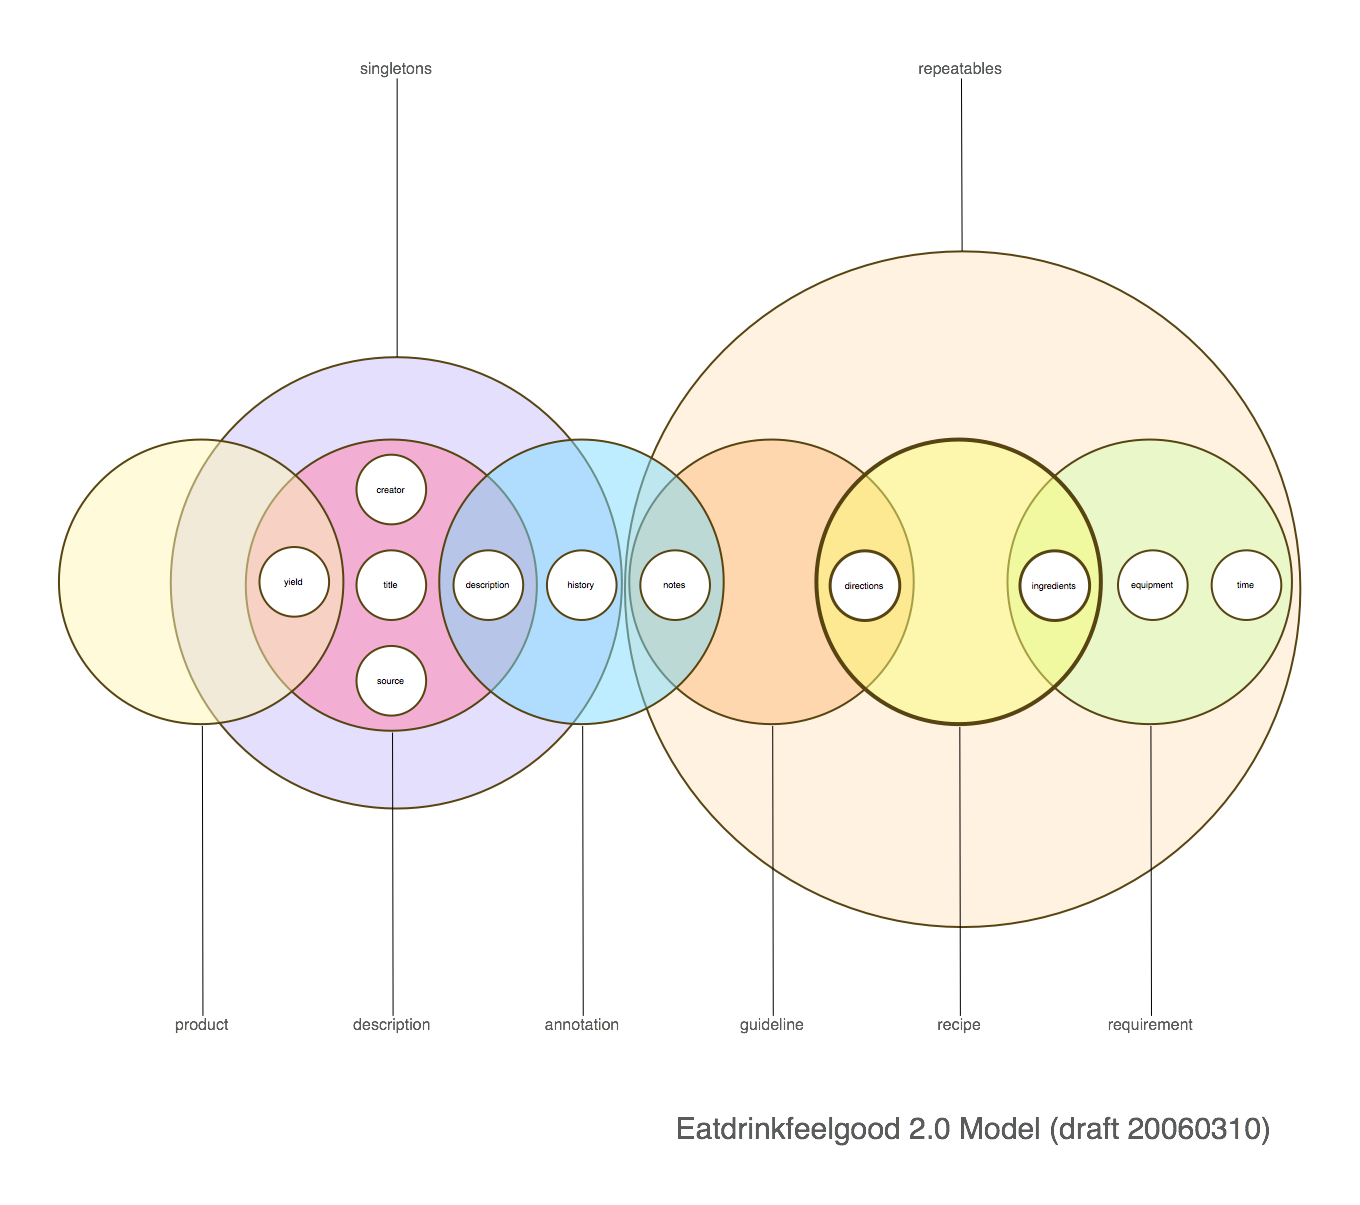 singletons
repeatables
creator
yield
title
description
history
notes
directions
ingredients
equipment
time
source
product
description
annotation
guideline
recipe
requirement
Eatdrinkfeelgood 2.0 Model (draft 20060310)